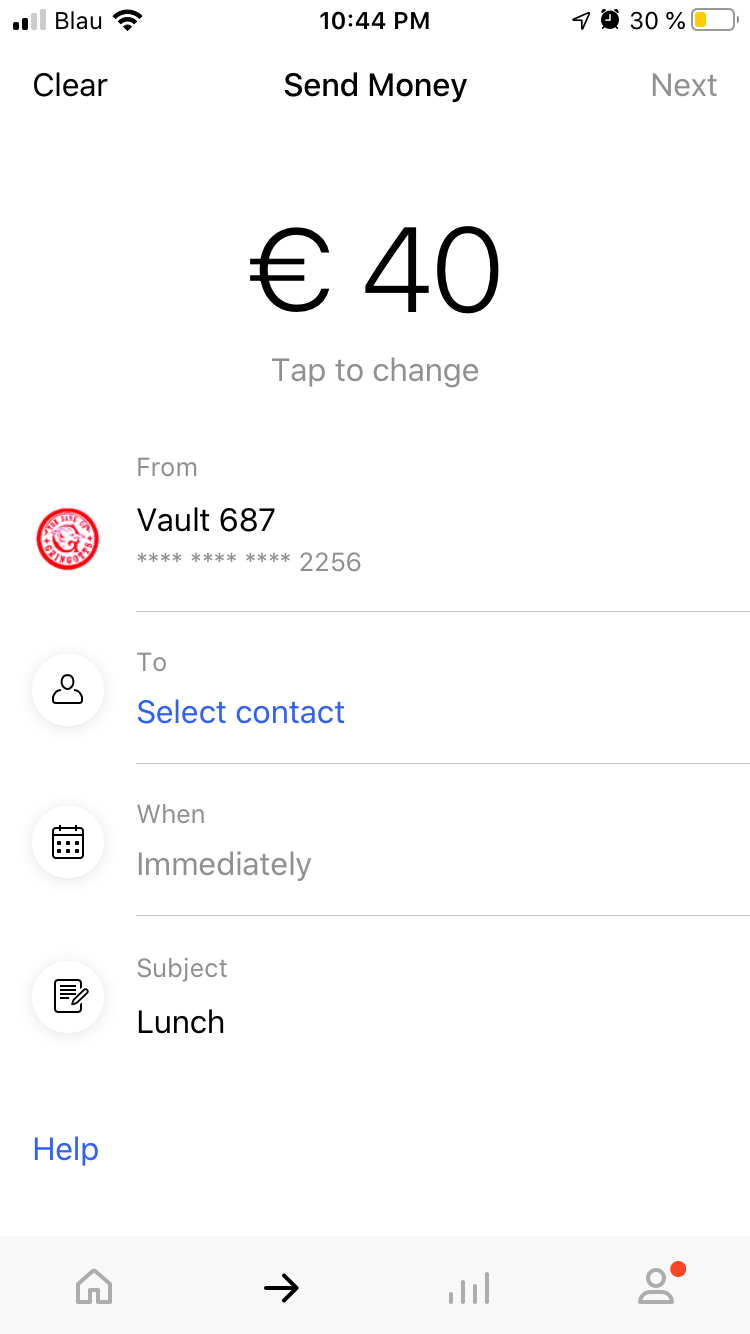 Blau 10:44 PM 30 %
Clear Send Money Next
€ 40
Tap to change
From
Vault 687
**** **** **** 2256
To
Select contact
When
Immediately
Subject
Lunch
Help